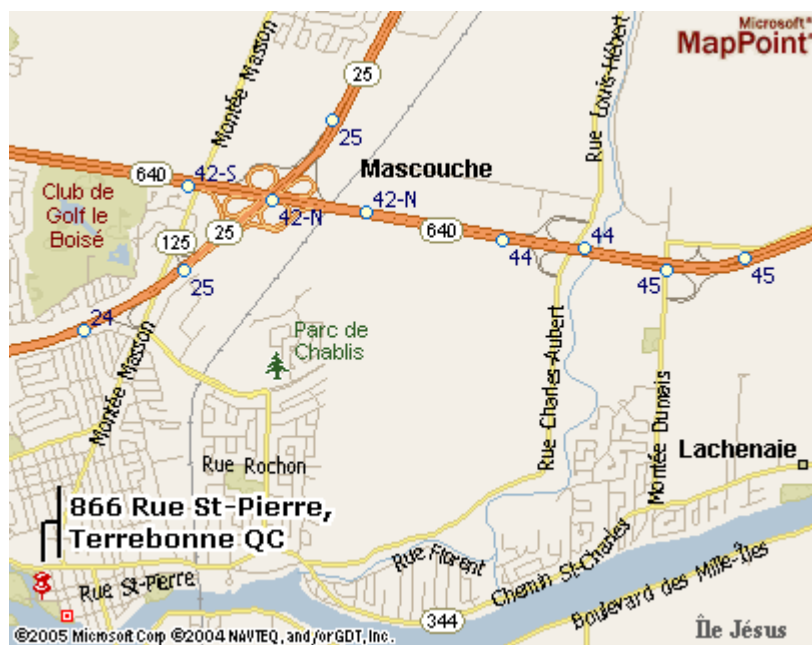 Microsoft®
MapPoint®
25
Montée Masson
Rue Louis-Hébert
25
Mascouche
640
42-S
42-N
42-N
Club de
Golf le
Boisé
125
25
640
44
44
45
45
25
24
Parc de
Chablis
Montée Masson
Rue Charles-Aubert
Montée Dumais
Rue Rochon
Lachenaie
866 Rue St-Pierre,
Terrebonne QC
Rue St-Pierre
Rue Florent
Chemin St-Charles
Boulevard des Mille-Îles
344
Île Jésus
©2005 Microsoft Corp ©2004 NAVTEQ, and/or GDT, Inc.